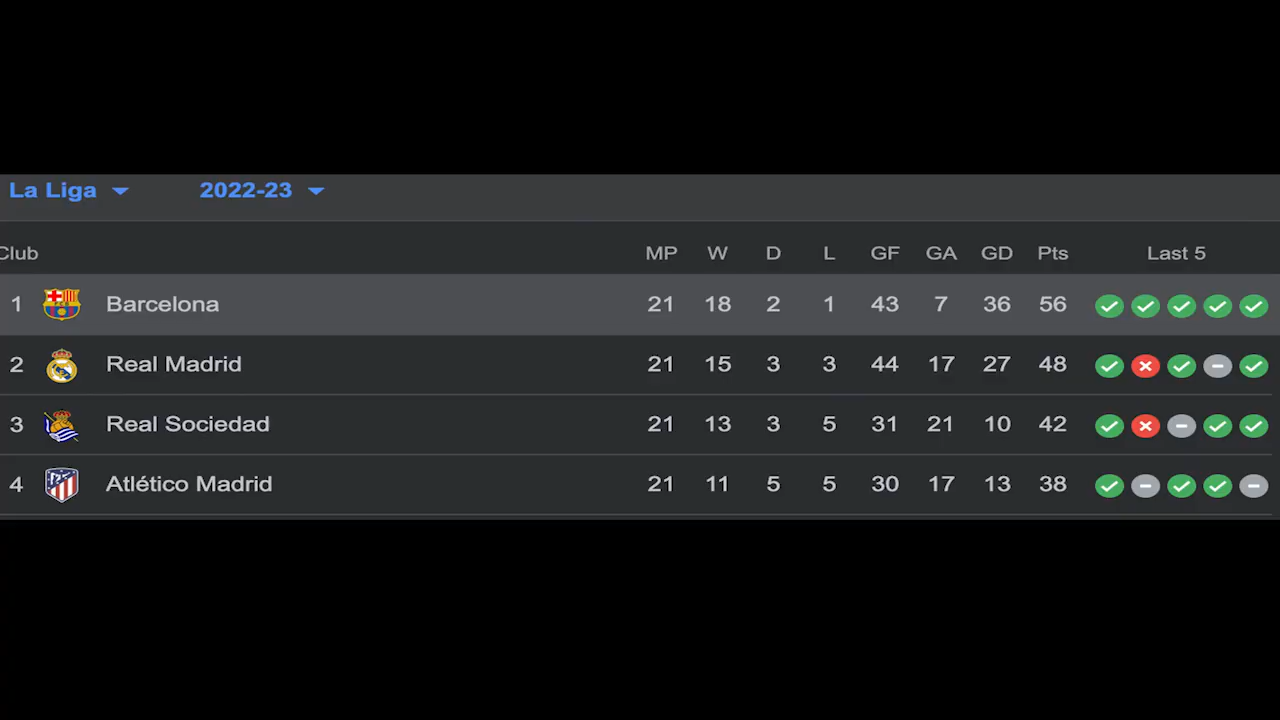 La Liga 2022-23
Club MP W D L GF GA GD Pts Last 5
1 Barcelona 21 18 2 1 43 7 36 56
2 Real Madrid 21 15 3 3 44 17 27 48
3 Real Sociedad 21 13 3 5 31 21 10 42
4 Atlético Madrid 21 11 5 5 30 17 13 38